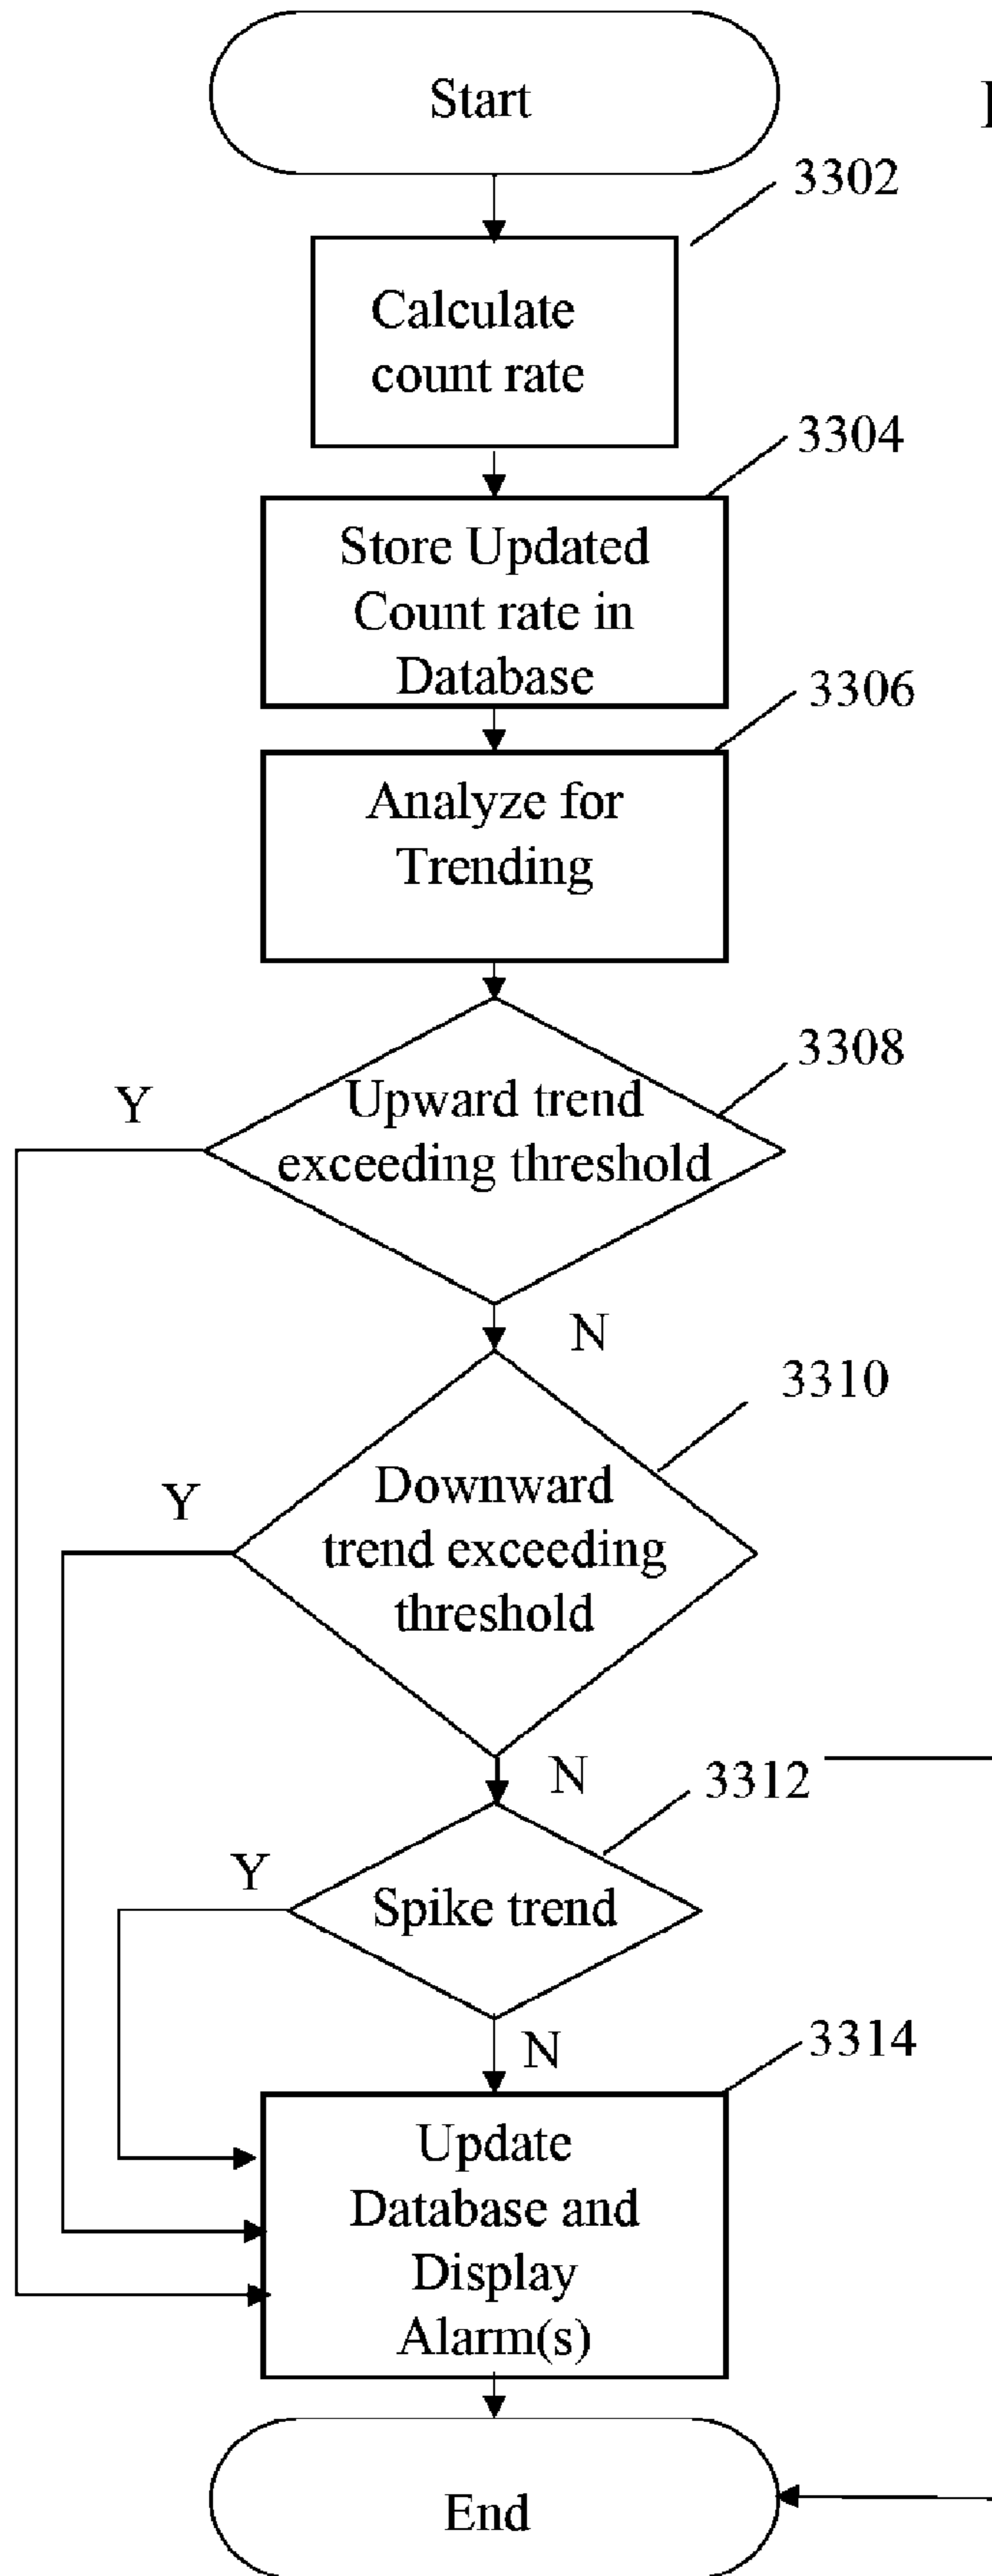 Start
3302
Calculate
count rate
3304
Store Updated
Count rate in
Database
3306
Analyze for
Trending
3308
Y
Upward trend
exceeding threshold
N
3310
Y
Downward
trend exceeding
threshold
N
3312
Y
Spike trend
N
3314
Update
Database and
Display
Alarm(s)
End